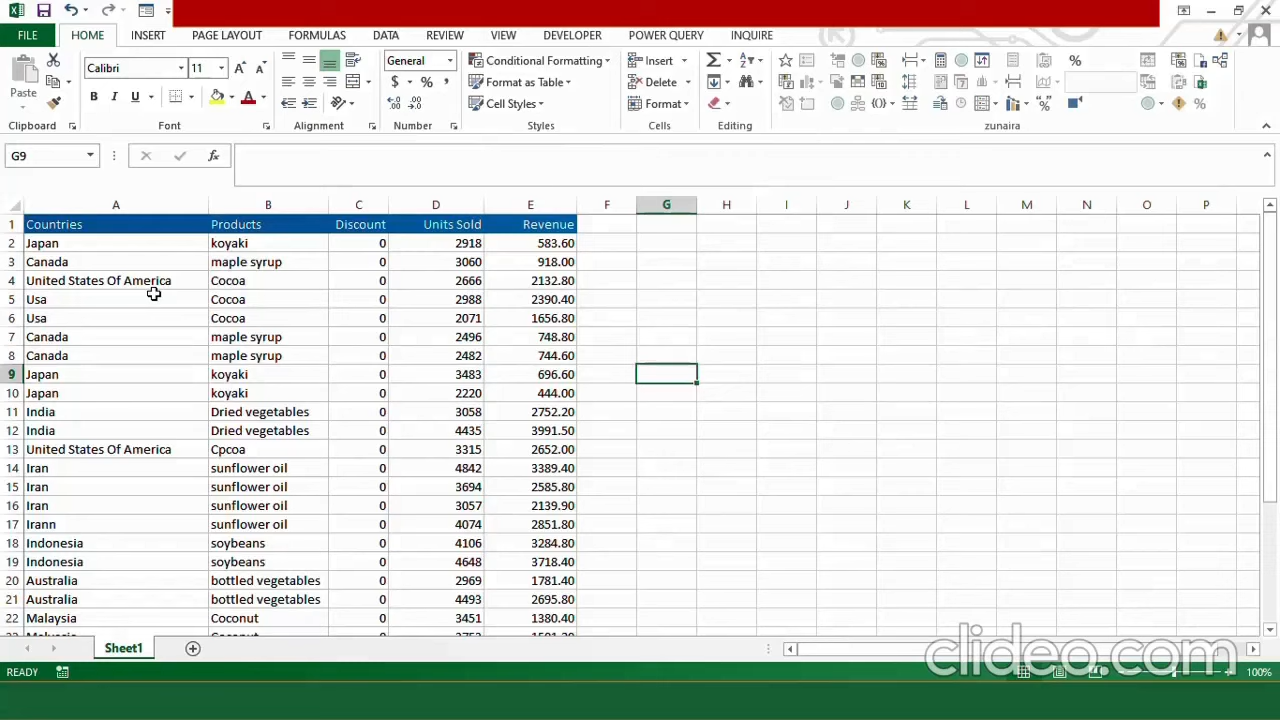 FILE HOME INSERT PAGE LAYOUT FORMULAS DATA REVIEW VIEW DEVELOPER POWER QUERY INQUIRE
Paste Calibri 11 General Conditional Formatting Insert
B I U $ % Format as Table Delete %
Cell Styles Format
Clipboard Font Alignment Number Styles Cells Editing zunaira
G9 fx
A B C D E F G H I J K L M N O P
1 Countries Products Discount Units Sold Revenue
2 Japan koyaki 0 2918 583.60
3 Canada maple syrup 0 3060 918.00
4 United States Of America Cocoa 0 2666 2132.80
5 Usa Cocoa 0 2988 2390.40
6 Usa Cocoa 0 2071 1656.80
7 Canada maple syrup 0 2496 748.80
8 Canada maple syrup 0 2482 744.60
9 Japan koyaki 0 3483 696.60
10 Japan koyaki 0 2220 444.00
11 India Dried vegetables 0 3058 2752.20
12 India Dried vegetables 0 4435 3991.50
13 United States Of America Cpcoa 0 3315 2652.00
14 Iran sunflower oil 0 4842 3389.40
15 Iran sunflower oil 0 3694 2585.80
16 Iran sunflower oil 0 3057 2139.90
17 Irann sunflower oil 0 4074 2851.80
18 Indonesia soybeans 0 4106 3284.80
19 Indonesia soybeans 0 4648 3718.40
20 Australia bottled vegetables 0 2969 1781.40
21 Australia bottled vegetables 0 4493 2695.80
22 Malaysia Coconut 0 3451 1380.40
Sheet1
clideo.com
READY 100%